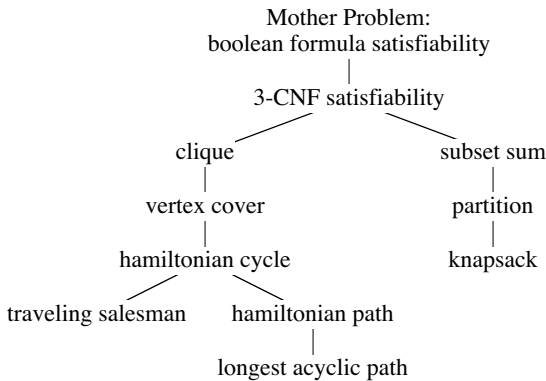 Mother Problem:
boolean formula satisfiability
3-CNF satisfiability
clique
subset sum
vertex cover
partition
hamiltonian cycle
knapsack
traveling salesman
hamiltonian path
longest acyclic path